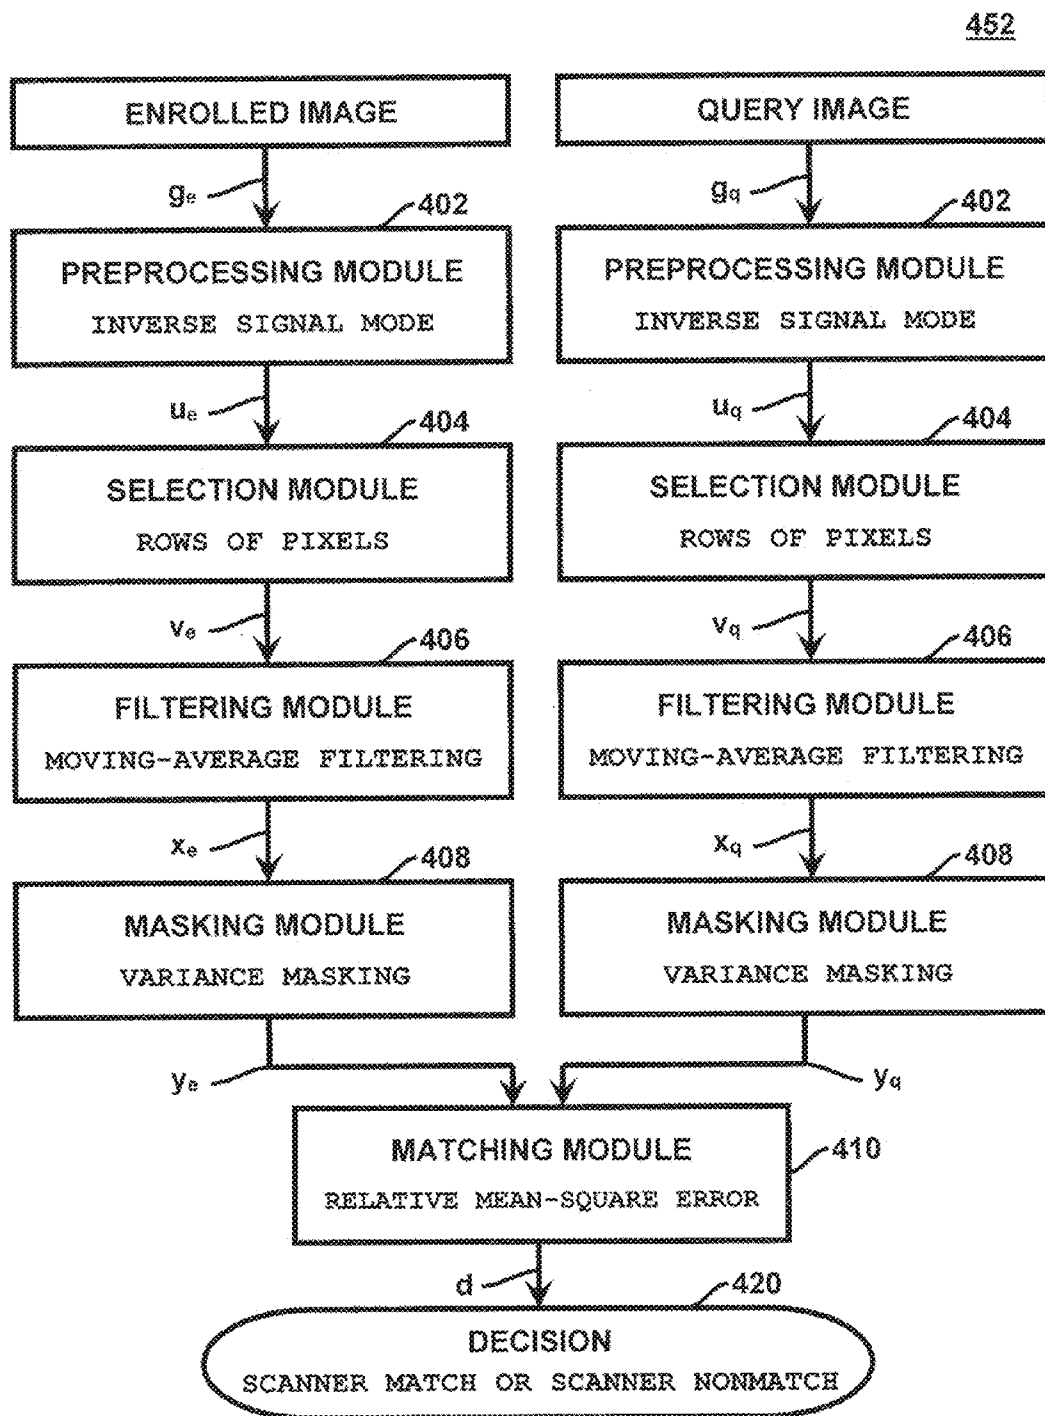 452
ENROLLED IMAGE
QUERY IMAGE
ge
gq
402
402
PREPROCESSING MODULE
INVERSE SIGNAL MODE
PREPROCESSING MODULE
INVERSE SIGNAL MODE
ue
uq
404
404
SELECTION MODULE
ROWS OF PIXELS
SELECTION MODULE
ROWS OF PIXELS
ve
vq
406
406
FILTERING MODULE
MOVING-AVERAGE FILTERING
FILTERING MODULE
MOVING-AVERAGE FILTERING
xe
xq
408
408
MASKING MODULE
VARIANCE MASKING
MASKING MODULE
VARIANCE MASKING
ye
yq
MATCHING MODULE
RELATIVE MEAN-SQUARE ERROR
410
d
420
DECISION
SCANNER MATCH OR SCANNER NONMATCH